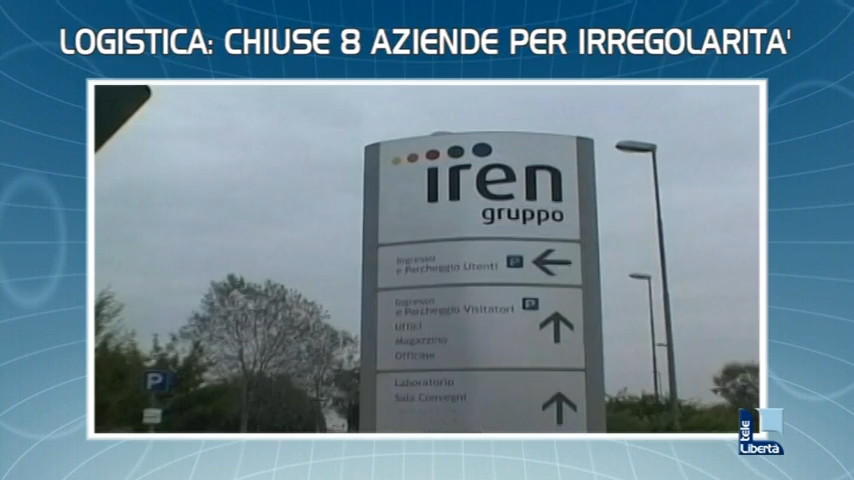 LOGISTICA: CHIUSE 8 AZIENDE PER IRREGOLARITA'
iren
gruppo
Ingresso
e Parcheggio Utenti P
Ingresso
e Parcheggio Visitatori P
Uffici
Magazzino
Officine
Laboratorio
Sala Convegni
P
tele
Libertà